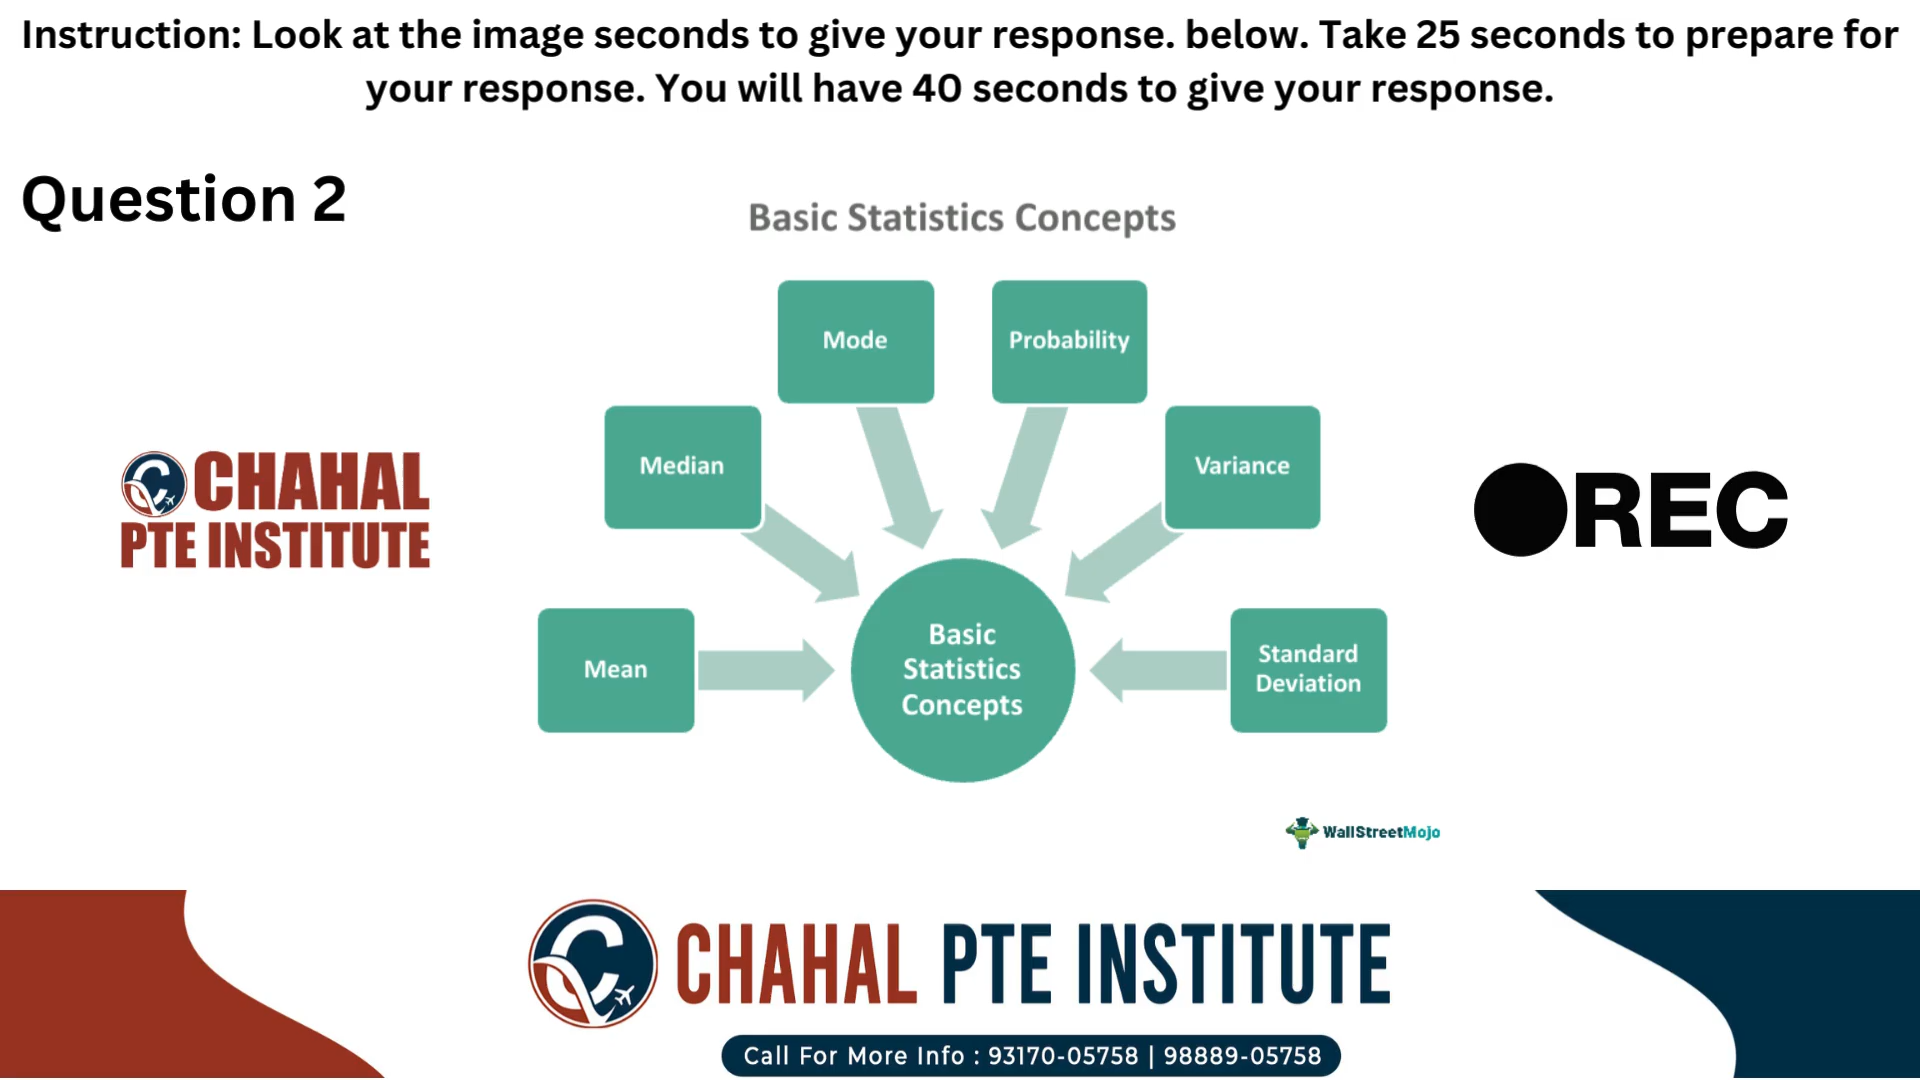 Instruction: Look at the image seconds to give your response. below. Take 25 seconds to prepare for
your response. You will have 40 seconds to give your response.
Question 2
Basic Statistics Concepts
Mode
Probability
Median
Variance
CHAHAL
PTE INSTITUTE
REC
Mean
Basic
Statistics
Concepts
Standard
Deviation
WallStreetMojo
CHAHAL PTE INSTITUTE
Call For More Info : 93170-05758 | 98889-05758